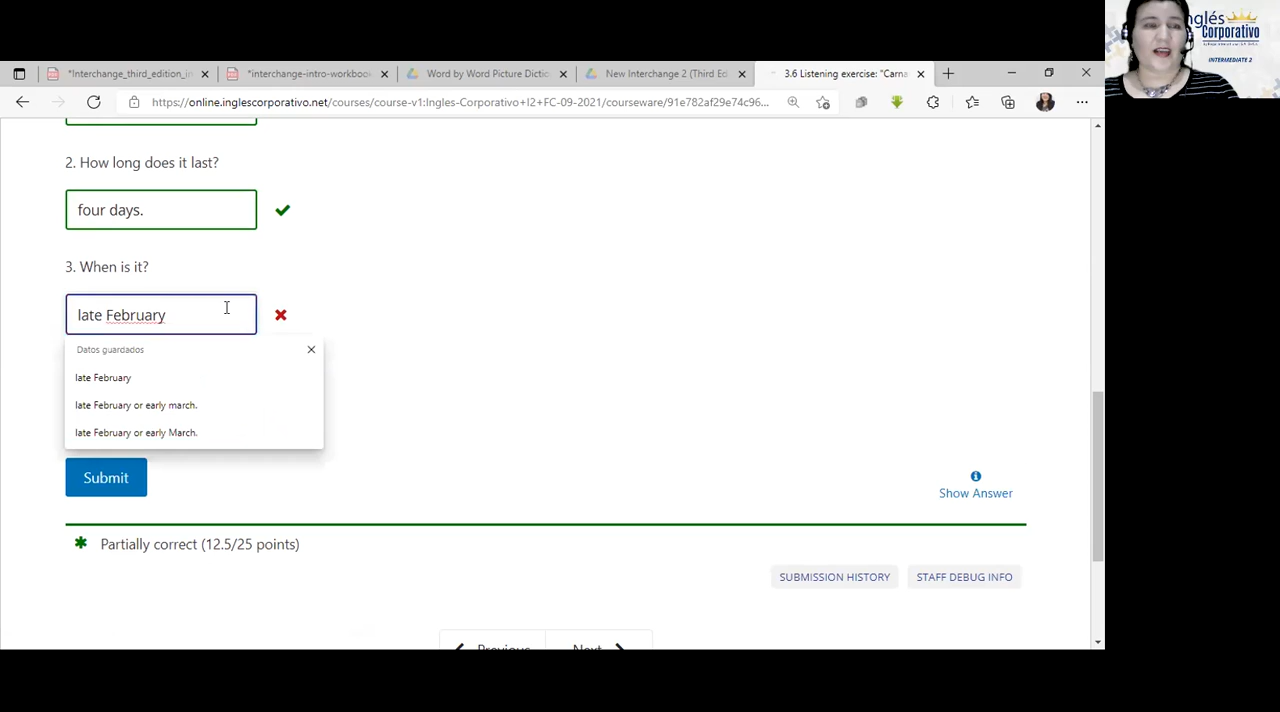 *Interchange_third_edition_in
*interchange-intro-workbook
Word by Word Picture Dictio
New Interchange 2 (Third Ed
3.6 Listening exercise: "Carna
https://online.inglescorporativo.net/courses/course-v1:Ingles-Corporativo+I2+FC-09-2021/courseware/91e782af29e74c96...
nglés
Corporativo
INTERMEDIATE 2
2. How long does it last?
four days.
3. When is it?
late February
Datos guardados
late February
late February or early march.
late February or early March.
Submit
Show Answer
Partially correct (12.5/25 points)
SUBMISSION HISTORY
STAFF DEBUG INFO
Previous
Next